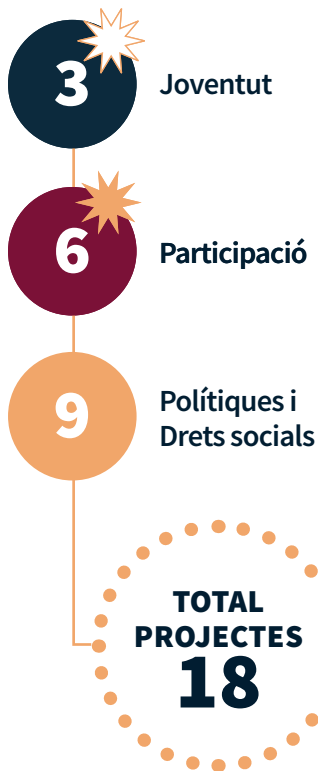 3
Joventut
6
Participació
9
Polítiques i
Drets socials
TOTAL
PROJECTES
18